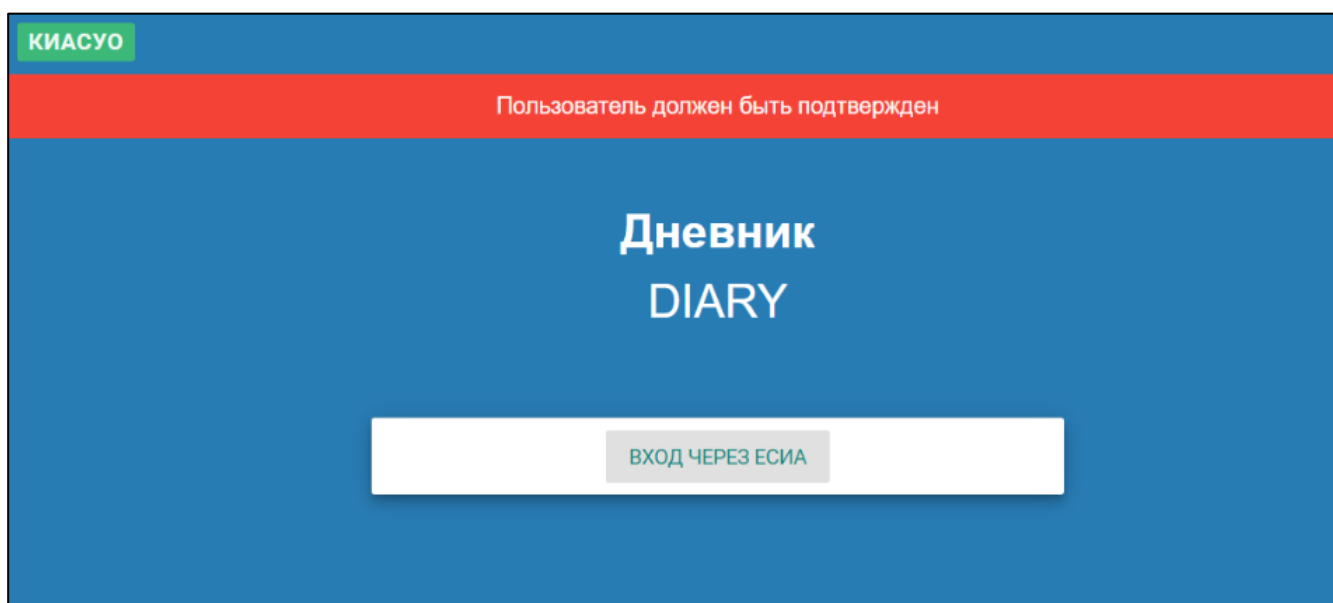 КИАСУО
Пользователь должен быть подтвержден
Дневник
DIARY
ВХОД ЧЕРЕЗ ЕСИА